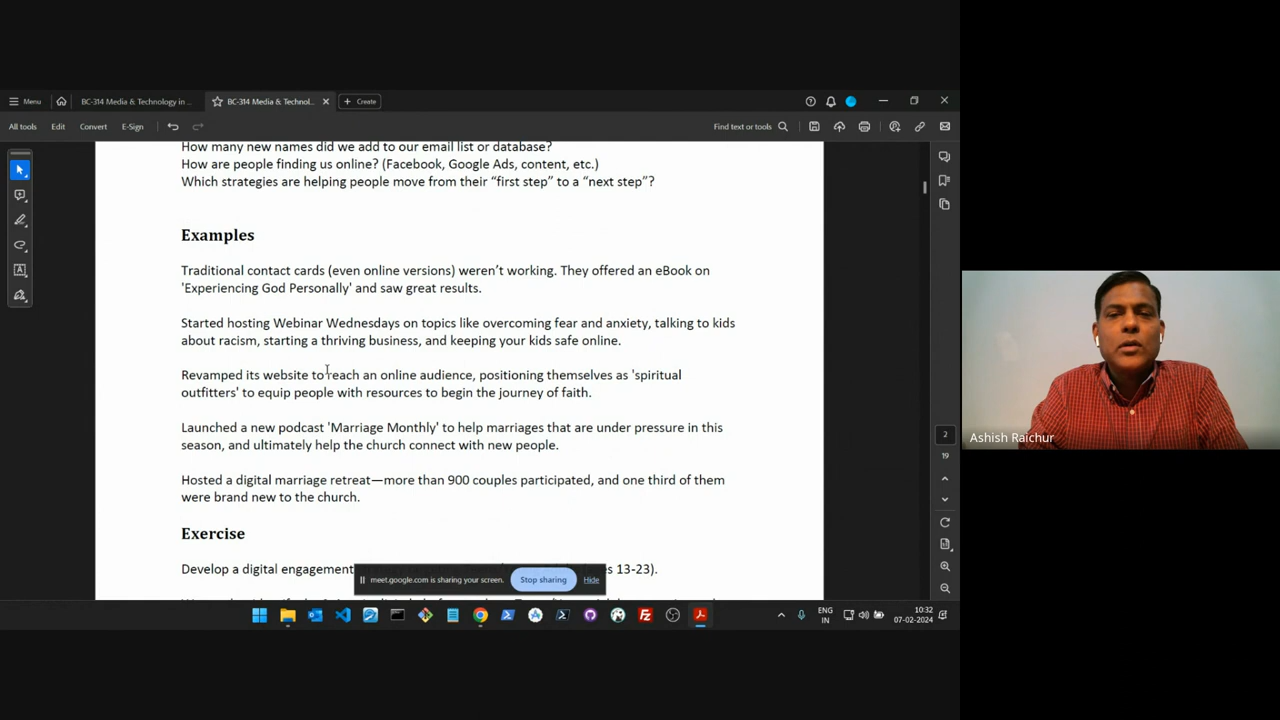 Menu
BC-314 Media & Technology in ...
BC-314 Media & Technol...
Create
All tools
Edit
Convert
E-Sign
Find text or tools
How many new names did we add to our email list or database?
How are people finding us online? (Facebook, Google Ads, content, etc.)
Which strategies are helping people move from their “first step” to a “next step”?
Examples
Traditional contact cards (even online versions) weren’t working. They offered an eBook on
'Experiencing God Personally' and saw great results.
Started hosting Webinar Wednesdays on topics like overcoming fear and anxiety, talking to kids
about racism, starting a thriving business, and keeping your kids safe online.
Revamped its website to reach an online audience, positioning themselves as 'spiritual
outfitters' to equip people with resources to begin the journey of faith.
Launched a new podcast 'Marriage Monthly' to help marriages that are under pressure in this
season, and ultimately help the church connect with new people.
Hosted a digital marriage retreat—more than 900 couples participated, and one third of them
were brand new to the church.
Exercise
Develop a digital engagement
es 13-23).
meet.google.com is sharing your screen.
Stop sharing
Hide
2
19
Ashish Raichur
ENG
IN
10:32
07-02-2024